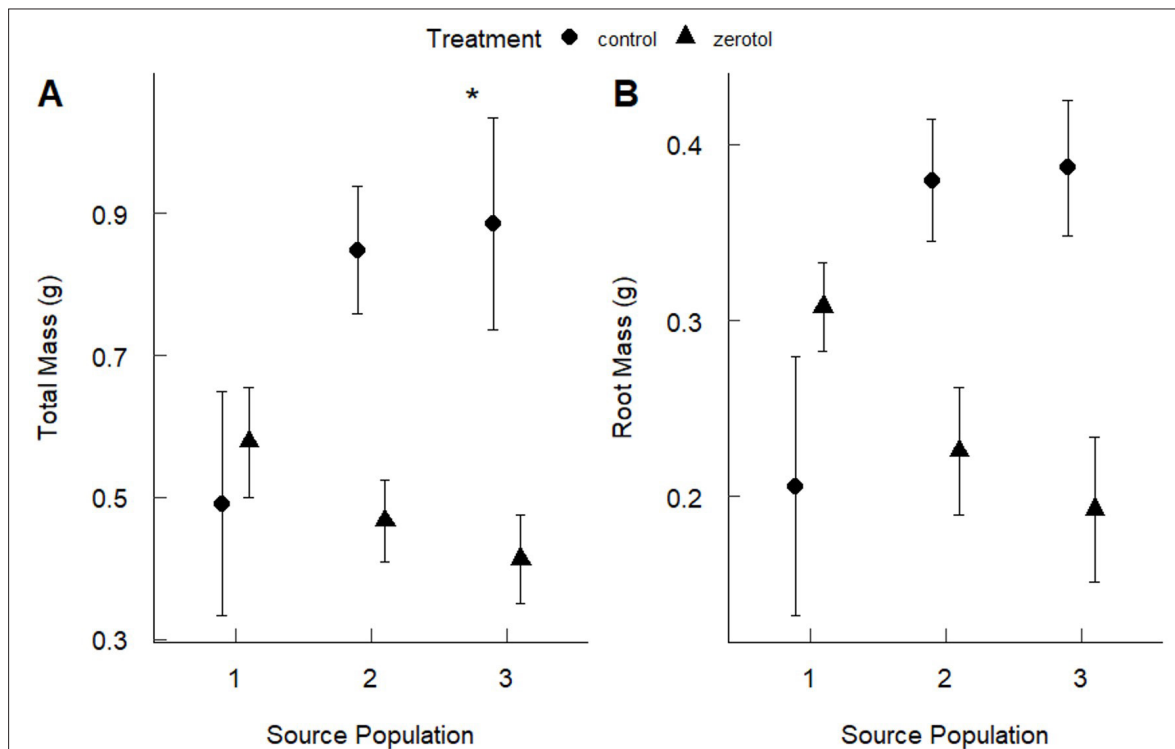 Treatment control zerotol
A
*
0.9
0.7
0.5
0.3
Total Mass (g)
1 2 3
Source Population
B
0.4
0.3
0.2
Root Mass (g)
1 2 3
Source Population